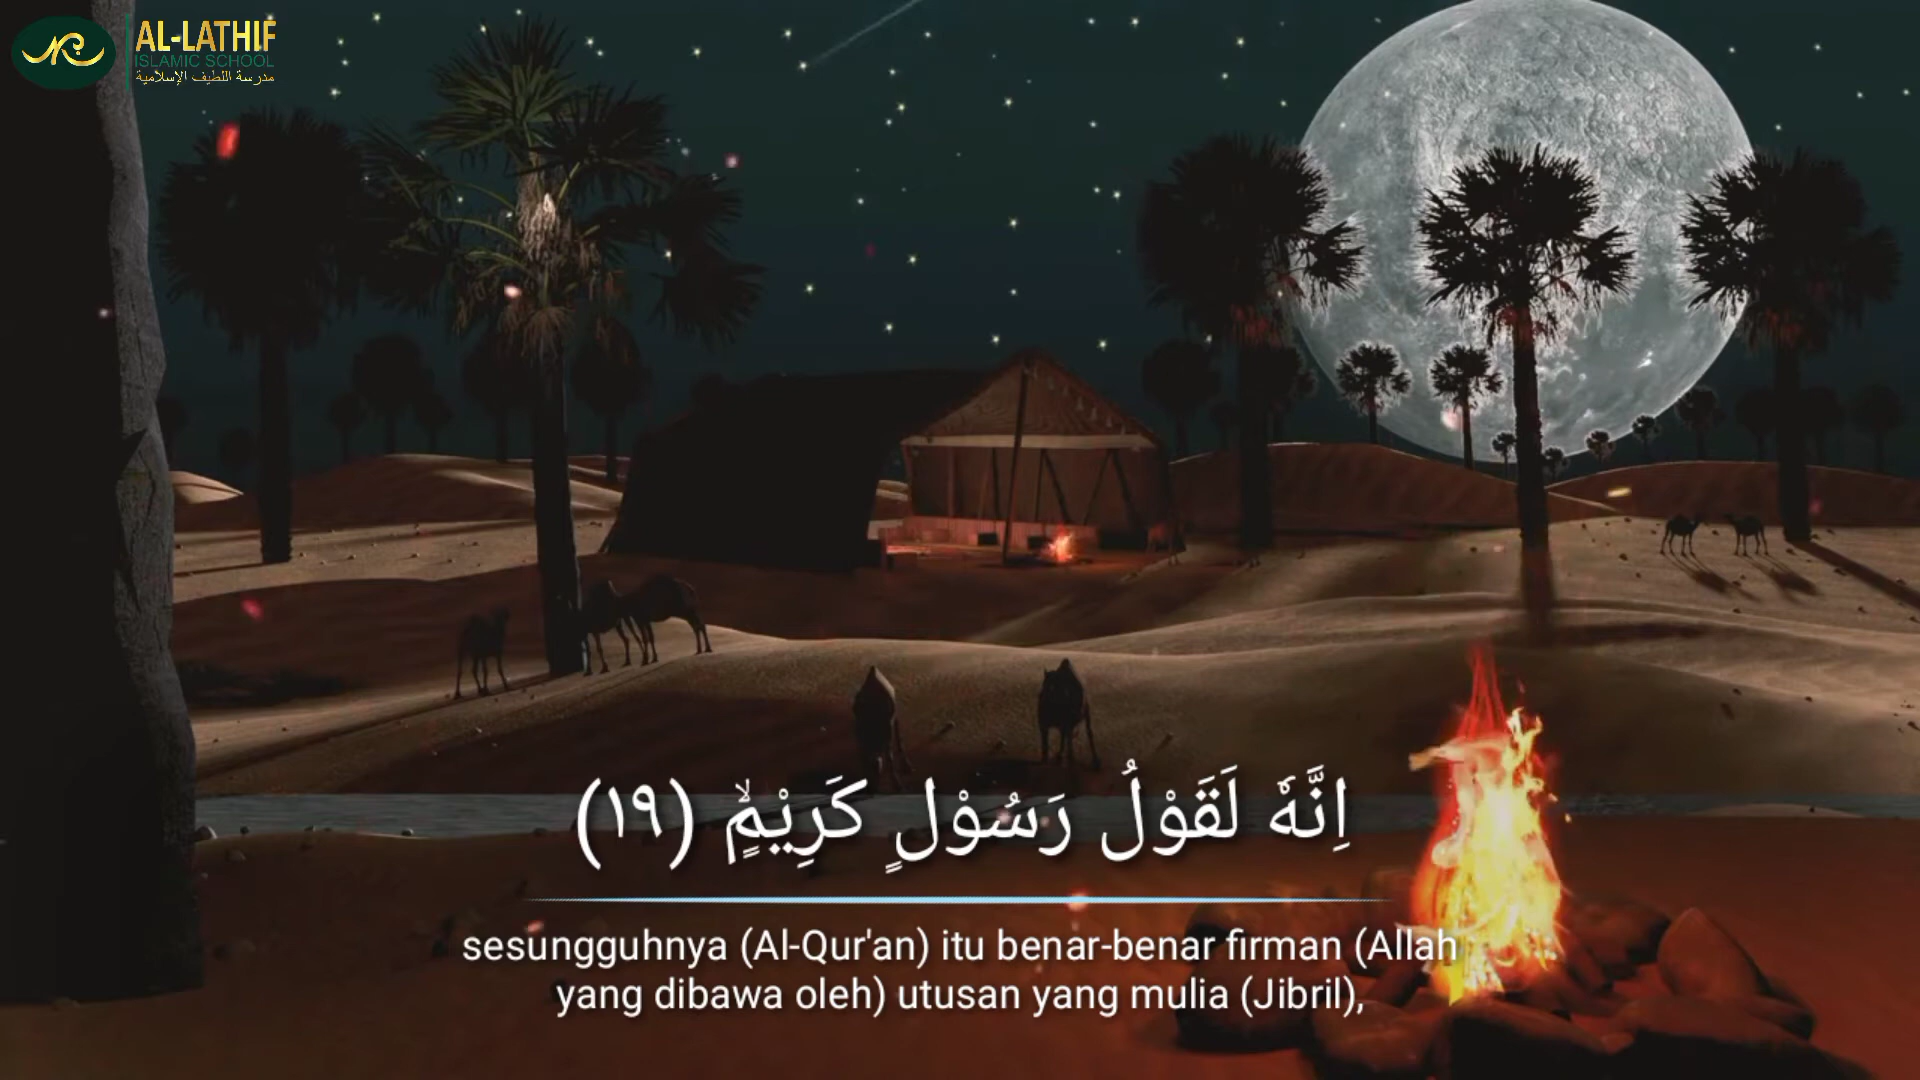 AL-LATHIF
ISLAMIC SCHOOL
مدرسة اللطيف الإسلامية
اِنَّهٗ لَقَوْلُ رَسُوْلٍ كَرِيْمٍۙ (١٩)
sesungguhnya (Al-Qur'an) itu benar-benar firman (Allah
yang dibawa oleh) utusan yang mulia (Jibril),